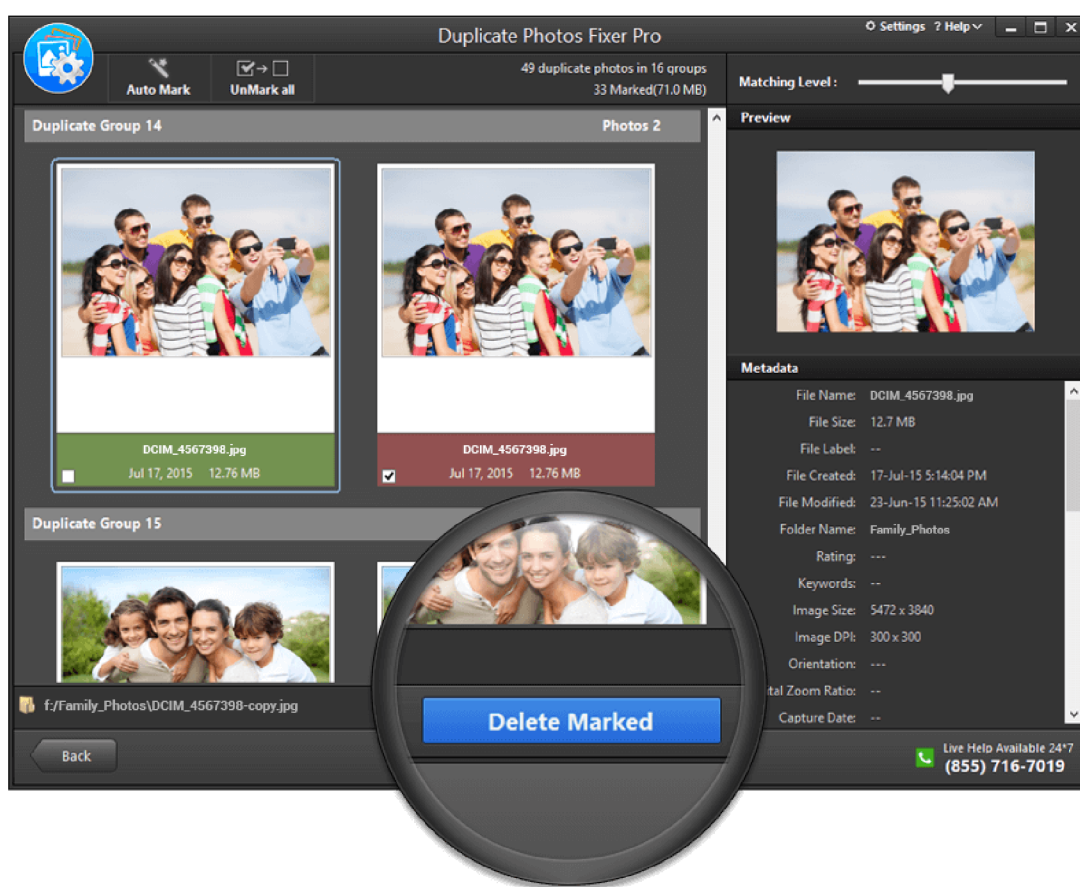 Duplicate Photos Fixer Pro
Settings ? Help
Auto Mark
UnMark all
49 duplicate photos in 16 groups
33 Marked(71.0 MB)
Matching Level :
Duplicate Group 14 Photos 2
Preview
DCIM_4567398.jpg
Jul 17, 2015 12.76 MB
DCIM_4567398.jpg
Jul 17, 2015 12.76 MB
Duplicate Group 15
Metadata
File Name: DCIM_4567398.jpg
File Size: 12.7 MB
File Label: --
File Created: 17-Jul-15 5:14:04 PM
File Modified: 23-Jun-15 11:25:02 AM
Folder Name: Family_Photos
Rating: ---
Keywords: --
Image Size: 5472 x 3840
Image DPI: 300 x 300
Orientation: ---
tal Zoom Ratio: --
Capture Date: --
f:/Family_Photos\DCIM_4567398-copy.jpg
Delete Marked
Back
Live Help Available 24*7
(855) 716-7019